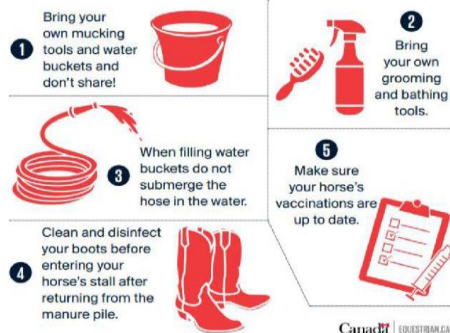 1
Bring your
own mucking
tools and water
buckets and
don't share!
2
Bring
your own
grooming
and bathing
tools.
3
When filling water
buckets do not
submerge the
hose in the water.
4
Clean and disinfect
your boots before
entering your
horse's stall after
returning from the
manure pile.
5
Make sure
your horse's
vaccinations are
up to date.
Canada
EQUESTRIAN.CA